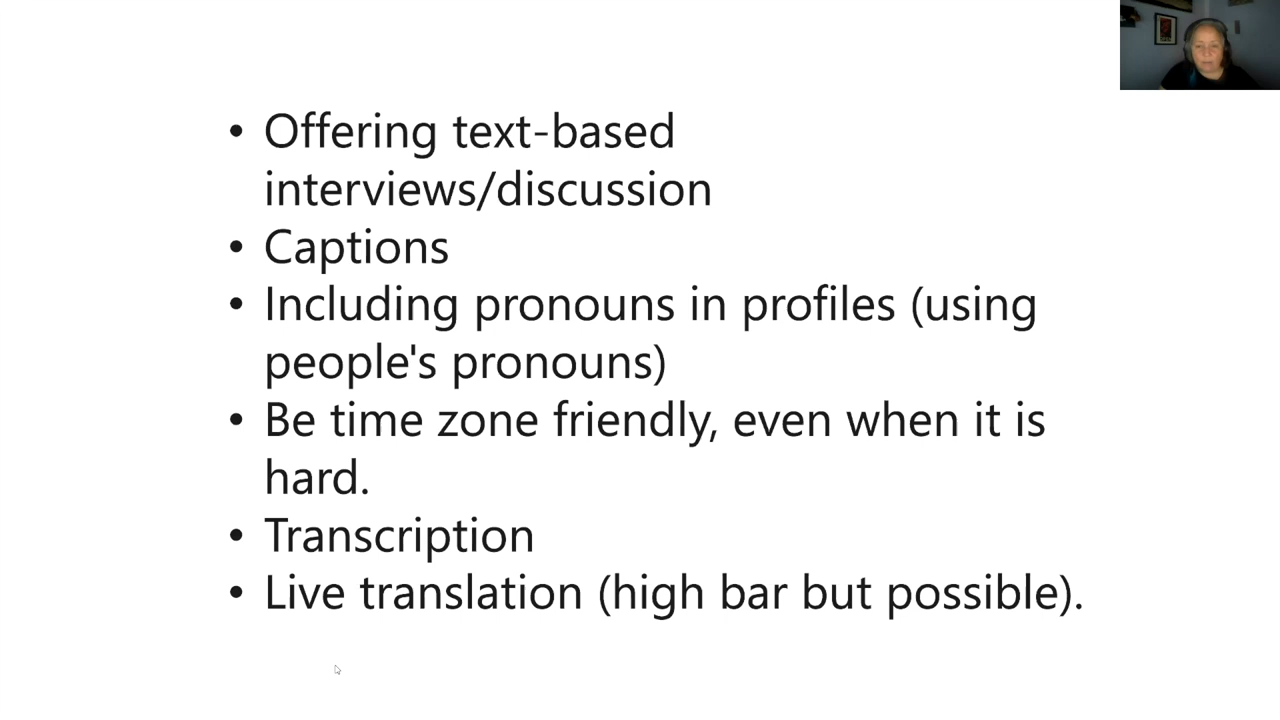 • Offering text-based
interviews/discussion
• Captions
• Including pronouns in profiles (using
people's pronouns)
• Be time zone friendly, even when it is
hard.
• Transcription
• Live translation (high bar but possible).